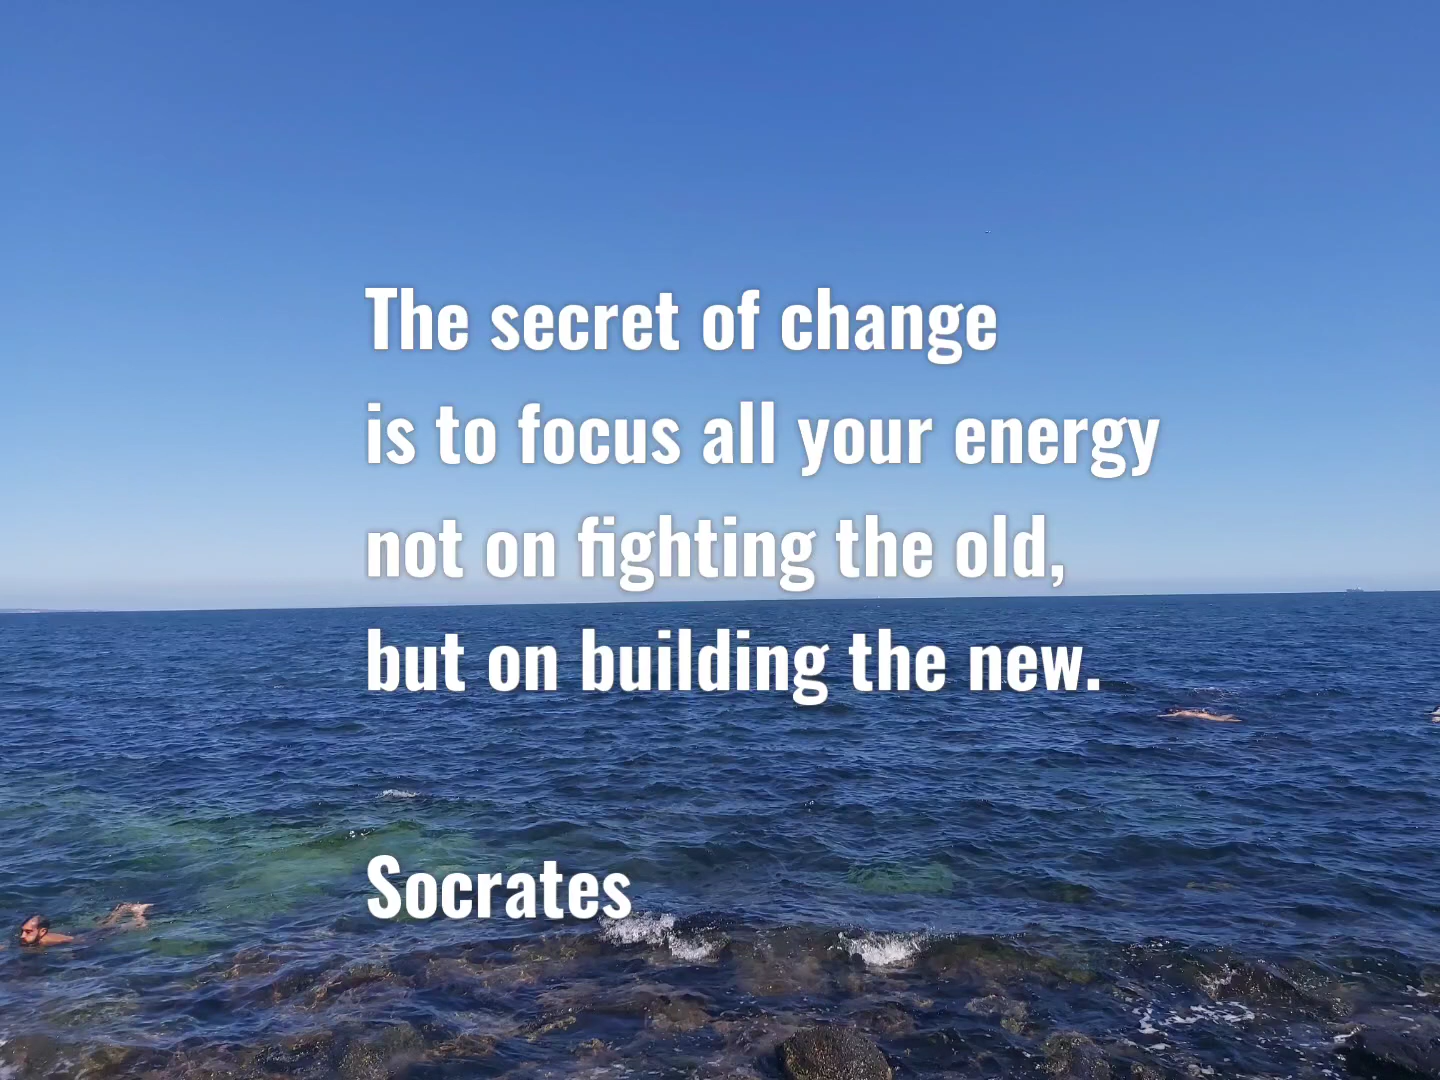 The secret of change
is to focus all your energy
not on fighting the old,
but on building the new.
Socrates